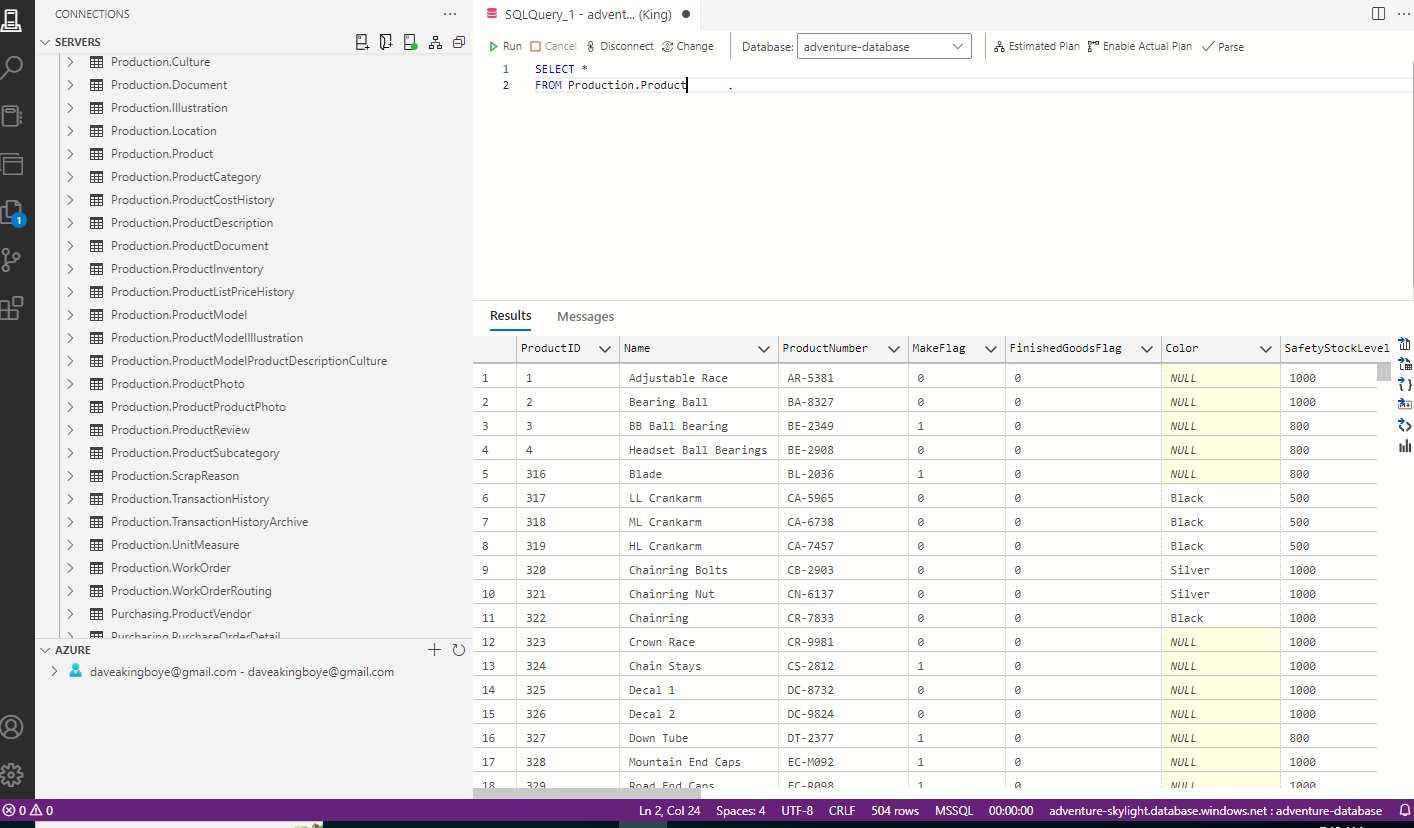 CONNECTIONS
SERVERS
Production.Culture
Production.Document
Production.Illustration
Production.Location
Production.Product
Production.ProductCategory
Production.ProductCostHistory
Production.ProductDescription
Production.ProductDocument
Production.ProductInventory
Production.ProductListPriceHistory
Production.ProductModel
Production.ProductModelIllustration
Production.ProductModelProductDescriptionCulture
Production.ProductPhoto
Production.ProductProductPhoto
Production.ProductReview
Production.ProductSubcategory
Production.ScrapReason
Production.TransactionHistory
Production.TransactionHistoryArchive
Production.UnitMeasure
Production.WorkOrder
Production.WorkOrderRouting
Purchasing.ProductVendor
Purchasing.PurchaseOrderDetail
AZURE
daveakingboye@gmail.com - daveakingboye@gmail.com
1
SQLQuery_1 - advent... (King)
Run Cancel Disconnect Change Database: adventure-database Estimated Plan Enable Actual Plan Parse
1 SELECT *
2 FROM Production.Product .
Results Messages
ProductID Name ProductNumber MakeFlag FinishedGoodsFlag Color SafetyStockLevel
1 1 Adjustable Race AR-5381 0 0 NULL 1000
2 2 Bearing Ball BA-8327 0 0 NULL 1000
3 3 BB Ball Bearing BE-2349 1 0 NULL 800
4 4 Headset Ball Bearings BE-2908 0 0 NULL 800
5 316 Blade BL-2036 1 0 NULL 800
6 317 LL Crankarm CA-5965 0 0 Black 500
7 318 ML Crankarm CA-6738 0 0 Black 500
8 319 HL Crankarm CA-7457 0 0 Black 500
9 320 Chainring Bolts CB-2903 0 0 Silver 1000
10 321 Chainring Nut CN-6137 0 0 Silver 1000
11 322 Chainring CR-7833 0 0 Black 1000
12 323 Crown Race CR-9981 0 0 NULL 1000
13 324 Chain Stays CS-2812 1 0 NULL 1000
14 325 Decal 1 DC-8732 0 0 NULL 1000
15 326 Decal 2 DC-9824 0 0 NULL 1000
16 327 Down Tube DT-2377 1 0 NULL 800
17 328 Mountain End Caps EC-M092 1 0 NULL 1000
18 329 Road End Caps EC-R098 1 0 NULL 1000
0 0 Ln 2, Col 24 Spaces: 4 UTF-8 CRLF 504 rows MSSQL 00:00:00 adventure-skylight.database.windows.net : adventure-database